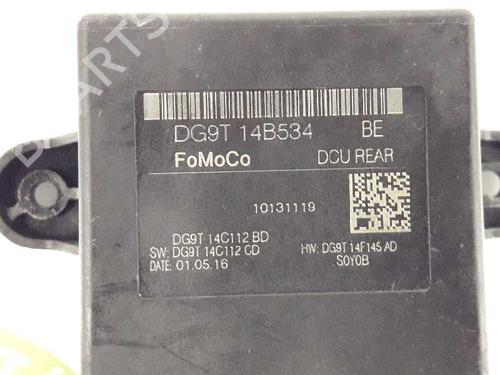 DG9T 14B534 BE
FoMoCo DCU REAR
10131119
DG9T 14C112 BD
SW: DG9T 14C112 CD HW: DG9T 14F145 AD
DATE: 01.05.16 S0Y0B